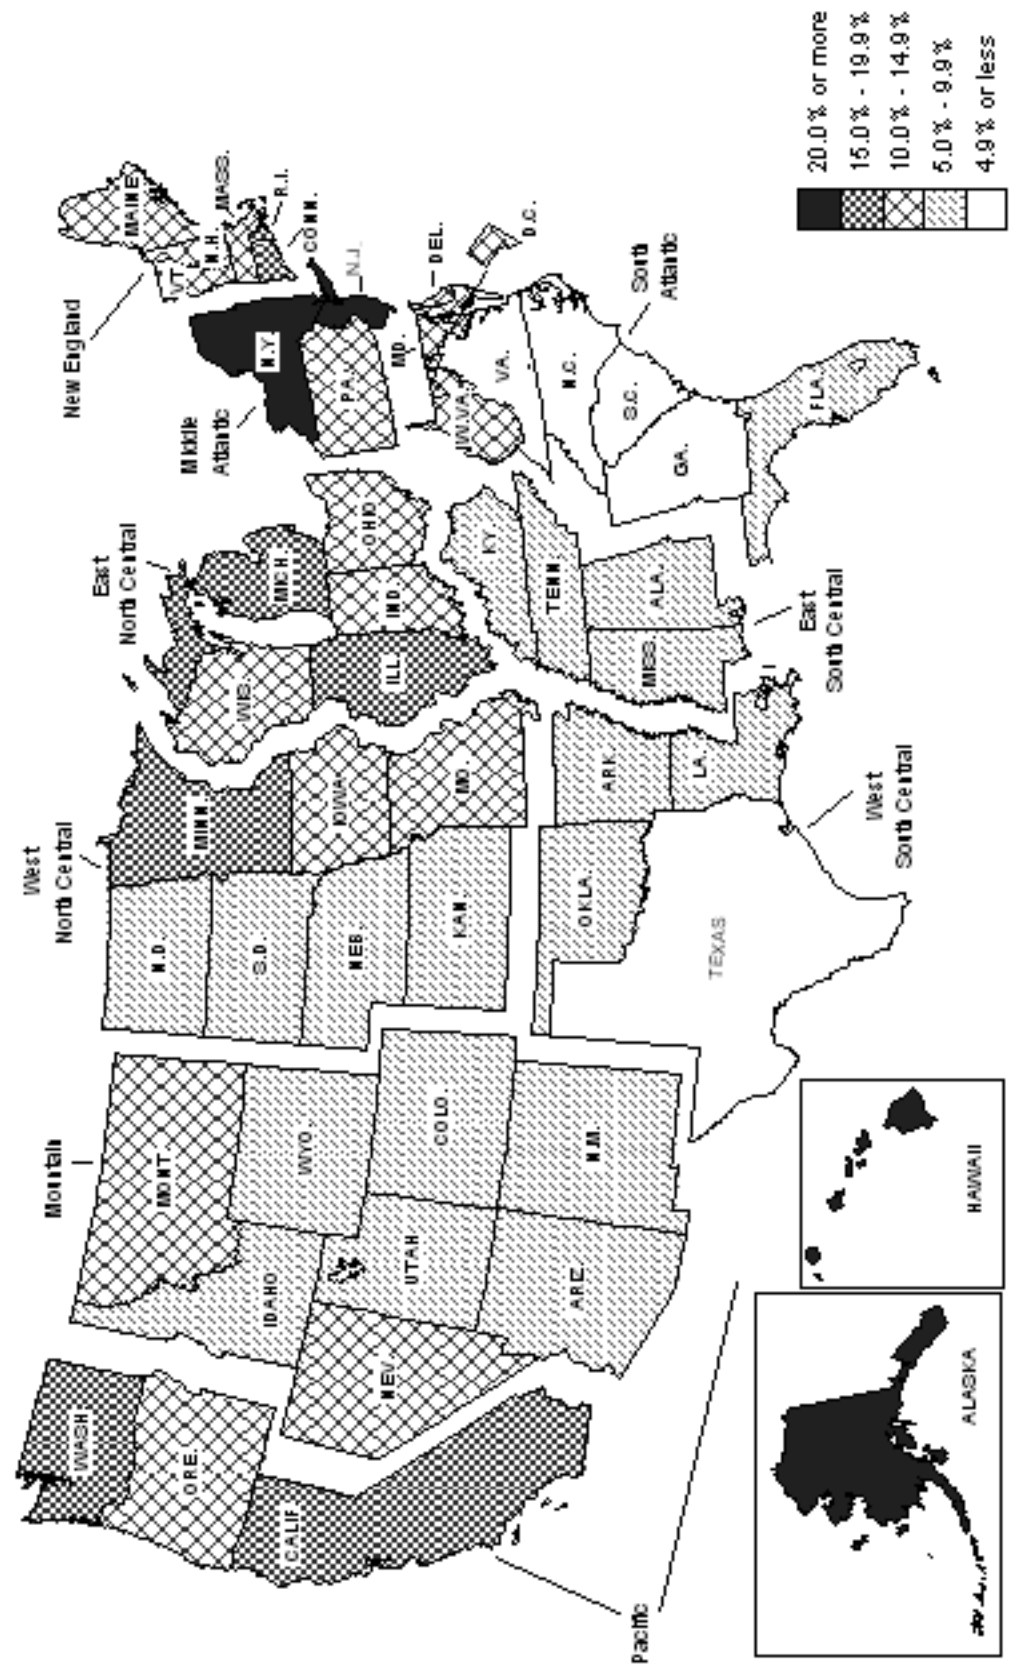 Pacific
Mountain
West
North Central
East
North Central
Middle
Atlantic
New England
West
South Central
East
South Central
South
Atlantic
WASH
ORE.
CALIF
NEV.
IDAHO
MONT.
WYO.
UTAH
COLO.
ARIZ.
N.M.
N.D.
S.D.
NEB
KAN.
MINN.
IOWA
MO.
OKLA.
ARK.
LA.
TEXAS
WIS.
MICH.
ILL.
IND.
OHIO
KY.
TENN.
MISS.
ALA.
N.Y.
PA.
N.J.
MAINE
VT.
N.H.
MASS.
R.I.
CONN.
DEL.
MD.
D.C.
W.VA.
VA.
N.C.
S.C.
GA.
FLA.
ALASKA
HAWAII
20.0% or more
15.0% - 19.9%
10.0% - 14.9%
5.0% - 9.9%
4.9% or less